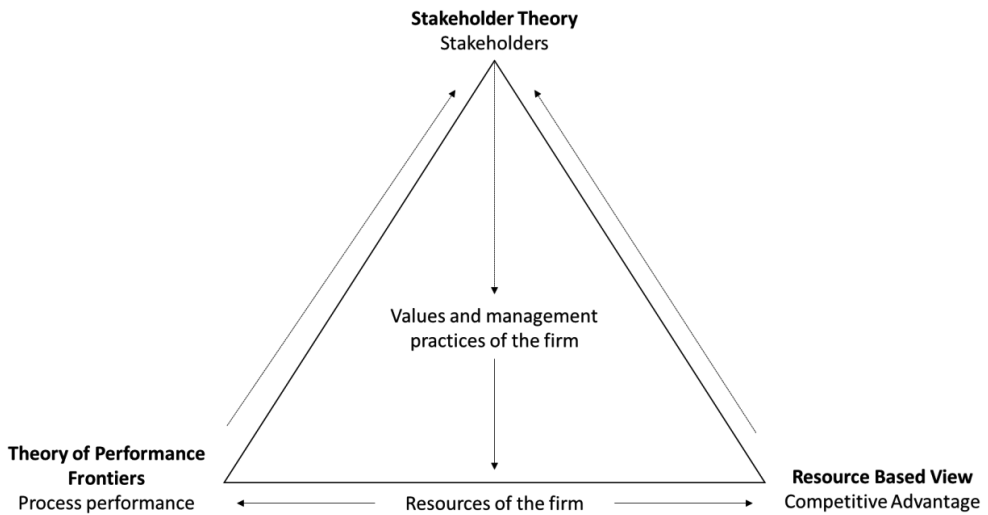 Stakeholder Theory
Stakeholders
Values and management
practices of the firm
Theory of Performance
Frontiers
Process performance
Resources of the firm
Resource Based View
Competitive Advantage